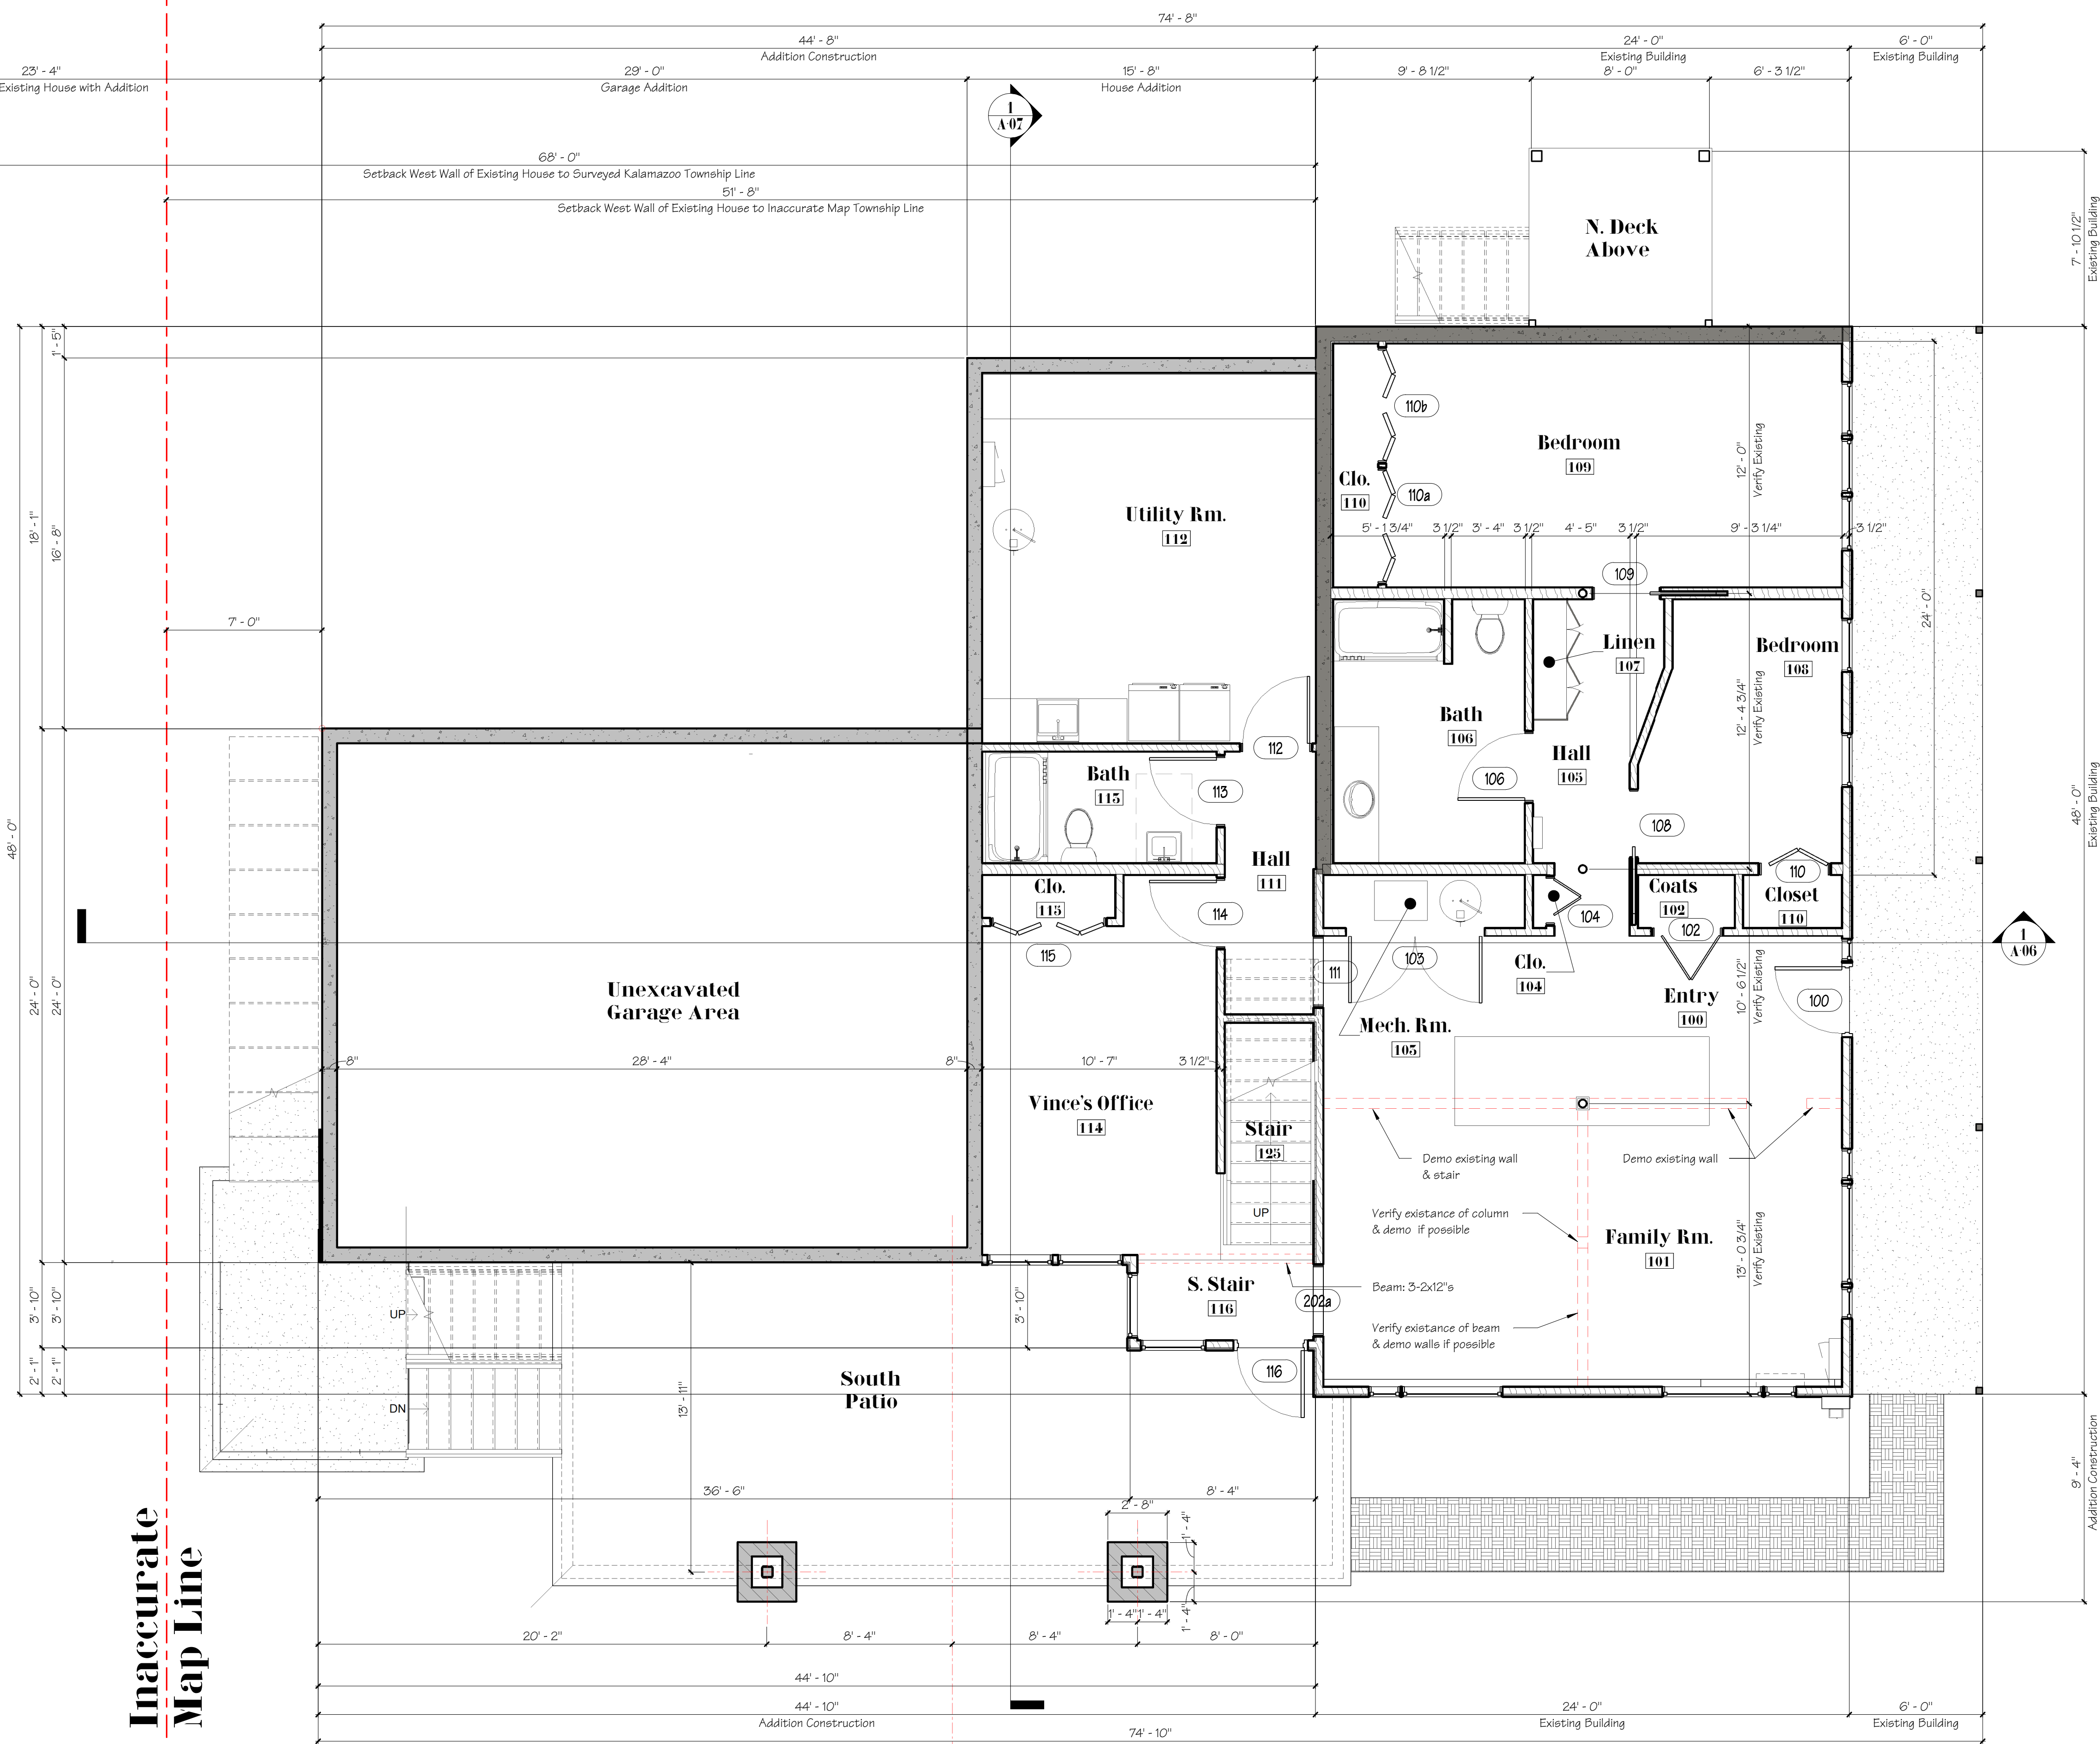 74' - 8"
44' - 8"
Addition Construction
24' - 0"
Existing Building
6' - 0"
Existing Building
23' - 4"
Existing House with Addition
29' - 0"
Garage Addition
15' - 8"
House Addition
9' - 8 1/2"
8' - 0"
6' - 3 1/2"
1
A-07
68' - 0"
Setback West Wall of Existing House to Surveyed Kalamazoo Township Line
51' - 8"
Setback West Wall of Existing House to Inaccurate Map Township Line
N. Deck
Above
7' - 10 1/2"
Existing Building
1' - 5"
18' - 1"
16' - 8"
48' - 0"
7' - 0"
110b
Bedroom
109
12' - 0"
Verify Existing
Clo.
110
110a
Utility Rm.
112
5' - 1 3/4"
3 1/2"
3' - 4"
3 1/2"
4' - 5"
3 1/2"
9' - 3 1/4"
3 1/2"
109
24' - 0"
Linen
107
Bedroom
108
12' - 4 3/4"
Verify Existing
Bath
106
Hall
105
112
106
108
Bath
113
113
48' - 0"
Existing Building
Hall
111
Clo.
115
114
115
110
Coats
102
Closet
110
104
102
111
103
Clo.
104
1
A-06
Entry
100
100
10' - 6 1/2"
Verify Existing
Mech. Rm.
103
Unexcavated
Garage Area
24' - 0"
24' - 0"
8"
28' - 4"
8"
10' - 7"
3 1/2"
Vince's Office
114
Stair
125
UP
Demo existing wall
& stair
Demo existing wall
Verify existance of column
& demo if possible
Family Rm.
101
13' - 0 3/4"
Verify Existing
S. Stair
116
Beam: 3-2x12"s
202a
Verify existance of beam
& demo walls if possible
3' - 10"
3' - 10"
3' - 10"
2' - 1"
2' - 1"
UP
DN
116
South
Patio
13' - 11"
9' - 4"
Addition Construction
36' - 6"
8' - 4"
2' - 8"
1' - 4"
1' - 4"
1' - 4"
1' - 4"
20' - 2"
8' - 4"
8' - 4"
8' - 0"
Inaccurate
Map Line
44' - 10"
44' - 10"
Addition Construction
24' - 0"
Existing Building
6' - 0"
Existing Building
74' - 10"